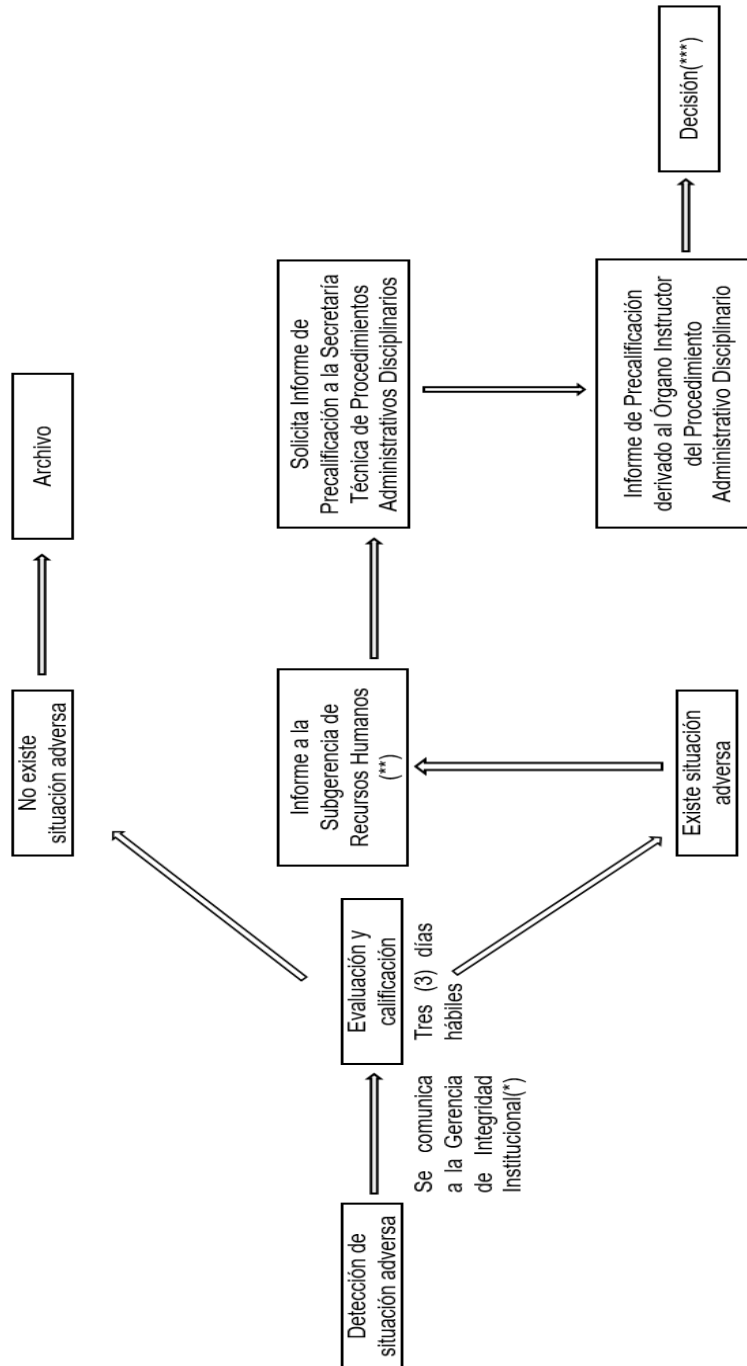 Detección de
situación adversa
Se comunica
a la Gerencia
de Integridad
Institucional(*)
Evaluación y
calificación
Tres (3) días
hábiles
No existe
situación adversa
Archivo
Existe situación
adversa
Informe a la
Subgerencia de
Recursos Humanos
(**)
Solicita Informe de
Precalificación a la Secretaría
Técnica de Procedimientos
Administrativos Disciplinarios
Informe de Precalificación
derivado al Órgano Instructor
del Procedimiento
Administrativo Disciplinario
Decisión(***)